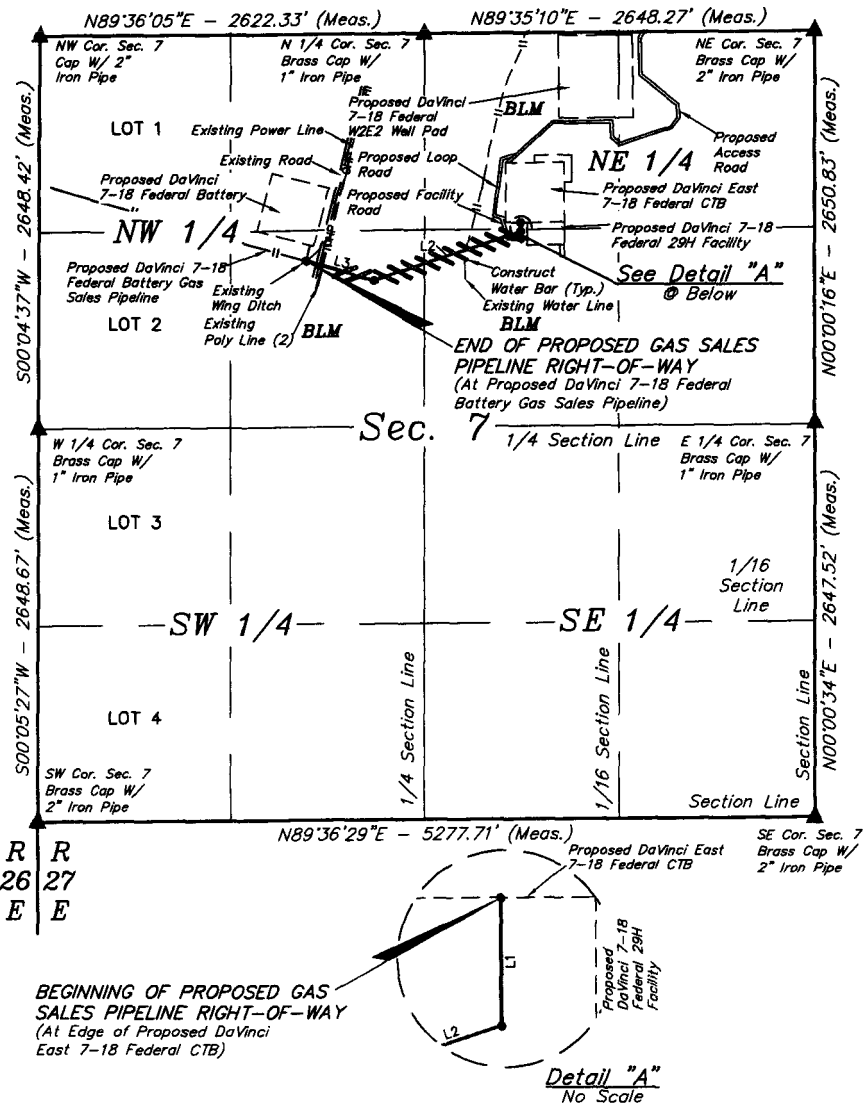 N89°36'05"E - 2622.33' (Meas.)
N89°35'10"E - 2648.27' (Meas.)
NW Cor. Sec. 7
Cap W/ 2"
Iron Pipe
N 1/4 Cor. Sec. 7
Brass Cap W/
1" Iron Pipe
NE Cor. Sec. 7
Brass Cap W/
2" Iron Pipe
S00°04'37"W - 2648.42' (Meas.)
N00°00'16"E - 2650.83' (Meas.)
LOT 1
Existing Power Line
Existing Road
Proposed DaVinci
7-18 Federal
W2E2 Well Pad
BLM
Proposed Access Road
Proposed Loop
Road
NE 1/4
Proposed DaVinci
7-18 Federal Battery
Proposed Facility
Road
Proposed DaVinci East
7-18 Federal CTB
NW 1/4
Proposed DaVinci 7-18
Federal 29H Facility
L3
L2
Proposed DaVinci 7-18
Federal Battery Gas
Sales Pipeline
Existing
Wing Ditch
Existing
Poly Line (2)
BLM
Construct
Water Bar (Typ.)
Existing Water Line
BLM
See Detail "A"
@ Below
LOT 2
END OF PROPOSED GAS SALES
PIPELINE RIGHT-OF-WAY
(At Proposed DaVinci 7-18 Federal
Battery Gas Sales Pipeline)
Sec. 7
1/4 Section Line
W 1/4 Cor. Sec. 7
Brass Cap W/
1" Iron Pipe
E 1/4 Cor. Sec. 7
Brass Cap W/
1" Iron Pipe
S00°05'27"W - 2648.67' (Meas.)
N00°00'34"E - 2647.52' (Meas.)
LOT 3
1/16
Section
Line
SW 1/4
SE 1/4
1/4 Section Line
1/16 Section Line
Section Line
LOT 4
SW Cor. Sec. 7
Brass Cap W/
2" Iron Pipe
Section Line
N89°36'29"E - 5277.71' (Meas.)
SE Cor. Sec. 7
Brass Cap W/
2" Iron Pipe
R R
26 27
E E
Proposed DaVinci East
7-18 Federal CTB
L1
L2
Proposed
DaVinci 7-18
Federal 29H
Facility
BEGINNING OF PROPOSED GAS
SALES PIPELINE RIGHT-OF-WAY
(At Edge of Proposed DaVinci
East 7-18 Federal CTB)
Detail "A"
No Scale